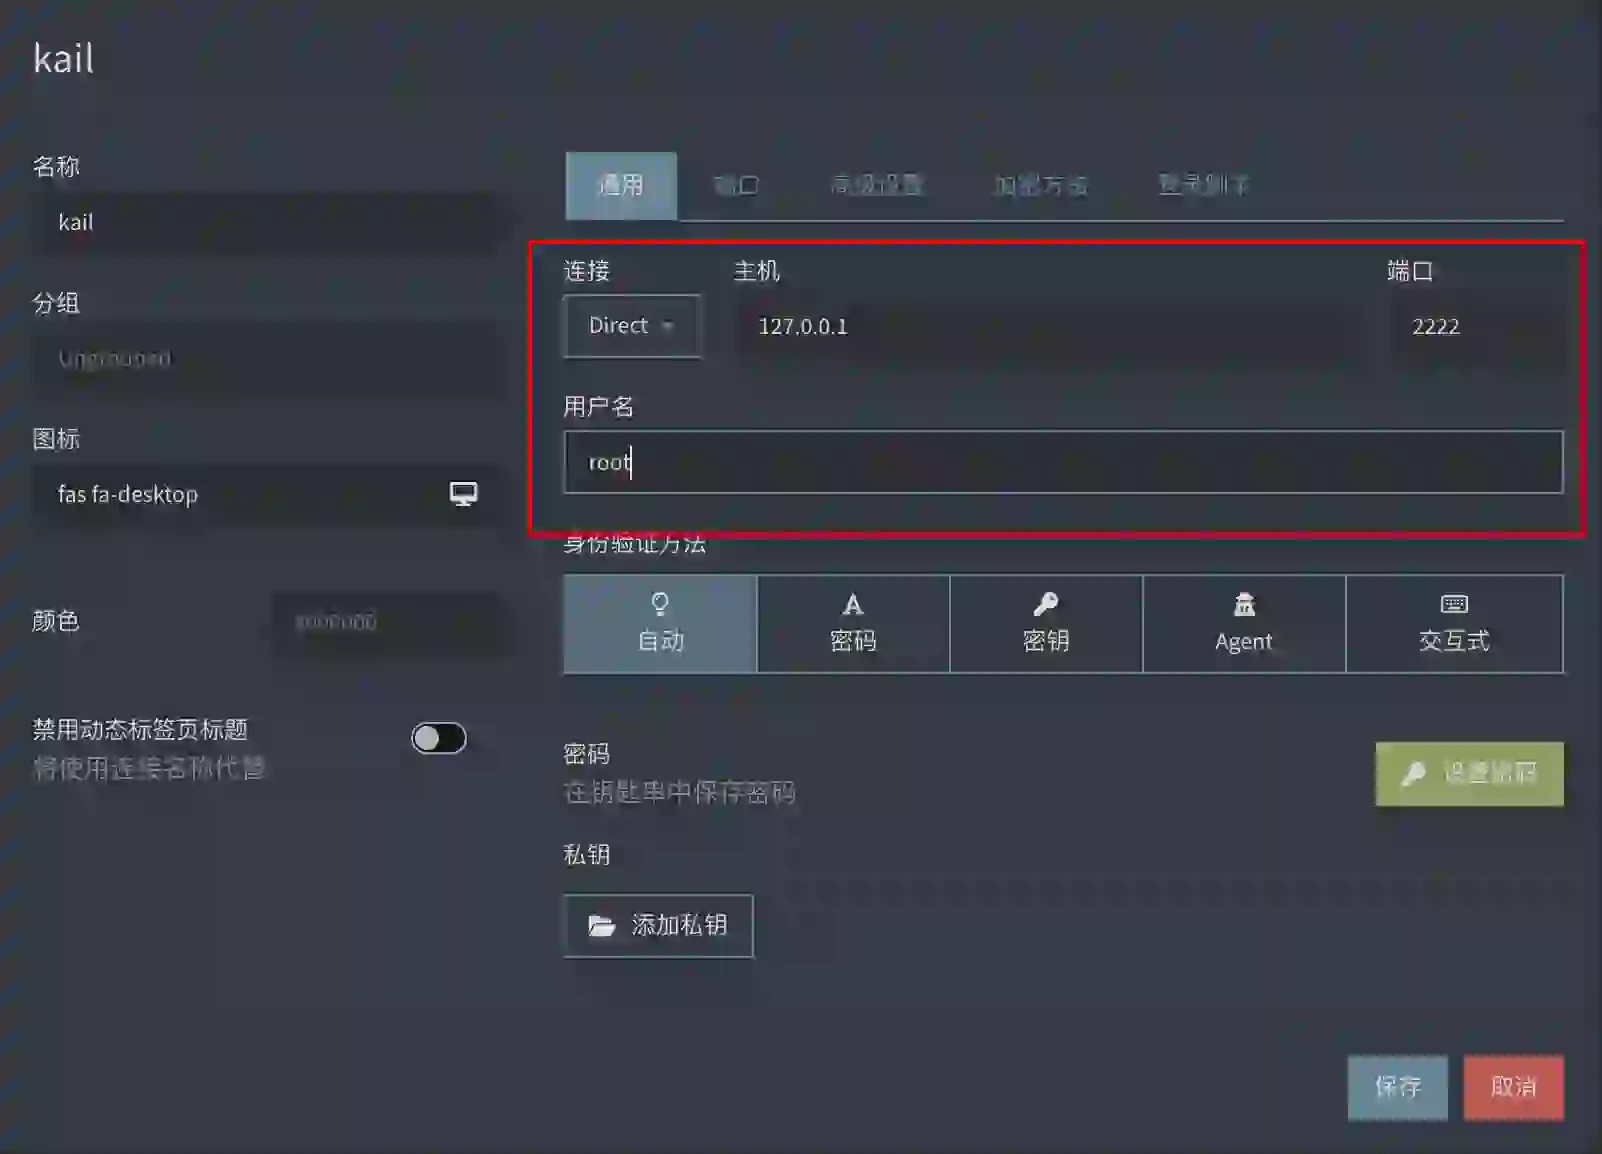 kail
名称
kail
分组
Ungrouped
图标
fas fa-desktop
颜色
#000000
禁用动态标签页标题
将使用连接名称代替
通用 端口 高级设置 加密方法 登录脚本
连接 主机 端口
Direct 127.0.0.1 2222
用户名
root
身份验证方法
自动 密码 密钥 Agent 交互式
密码
在钥匙串中保存密码
设置密码
私钥
添加私钥
保存 取消